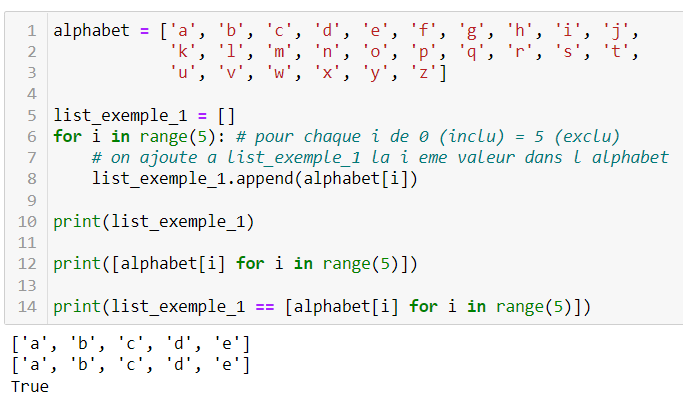 1 alphabet = ['a', 'b', 'c', 'd', 'e', 'f', 'g', 'h', 'i', 'j',
2 'k', 'l', 'm', 'n', 'o', 'p', 'q', 'r', 's', 't',
3 'u', 'v', 'w', 'x', 'y', 'z']
4
5 list_exemple_1 = []
6 for i in range(5): # pour chaque i de 0 (inclu) = 5 (exclu)
7 # on ajoute a list_exemple_1 la i eme valeur dans l alphabet
8 list_exemple_1.append(alphabet[i])
9
10 print(list_exemple_1)
11
12 print([alphabet[i] for i in range(5)])
13
14 print(list_exemple_1 == [alphabet[i] for i in range(5)])
['a', 'b', 'c', 'd', 'e']
['a', 'b', 'c', 'd', 'e']
True